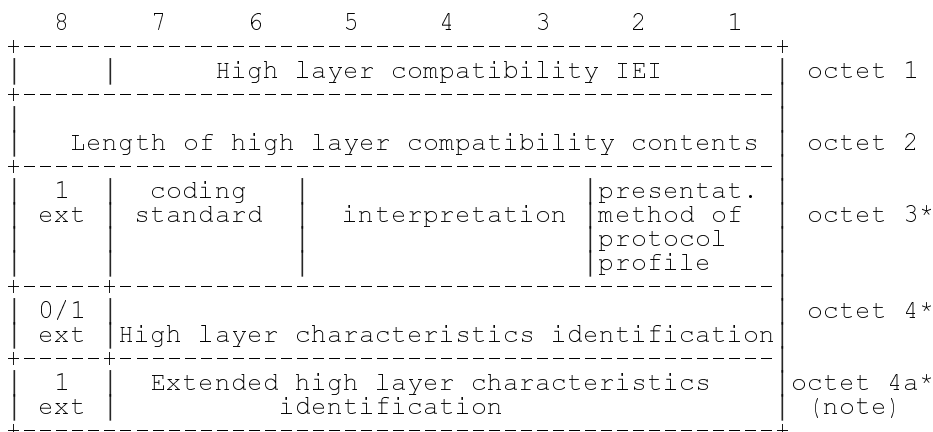 8 7 6 5 4 3 2 1
High layer compatibility IEI octet 1
Length of high layer compatibility contents octet 2
1 coding presentat.
ext standard interpretation method of octet 3*
protocol
profile
0/1 octet 4*
ext High layer characteristics identification
1 Extended high layer characteristics octet 4a*
ext identification (note)